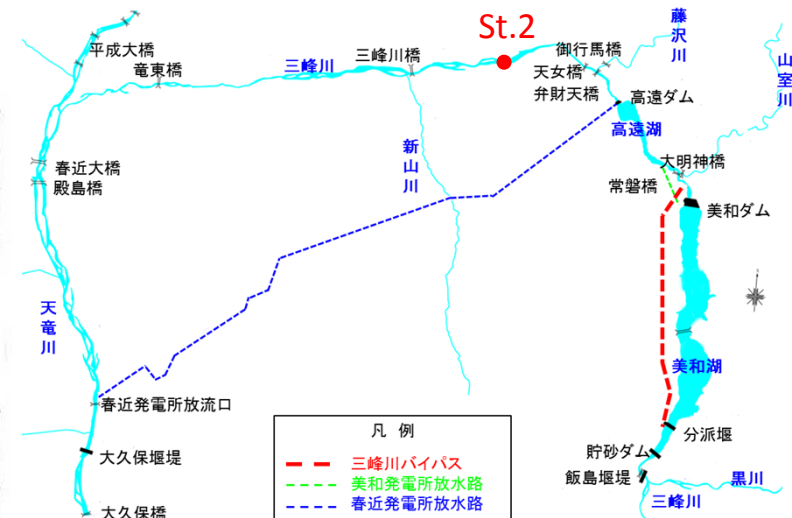 St.2
藤沢川
平成大橋
竜東橋
三峰川
三峰川橋
御行馬橋
天女橋
弁財天橋
山室川
高遠ダム
高遠湖
新山川
大明神橋
常磐橋
春近大橋
殿島橋
美和ダム
天竜川
美和湖
春近発電所放流口
分派堰
大久保堰堤
貯砂ダム
飯島堰堤
黒川
三峰川
大久保橋
凡 例
三峰川バイパス
美和発電所放水路
春近発電所放水路